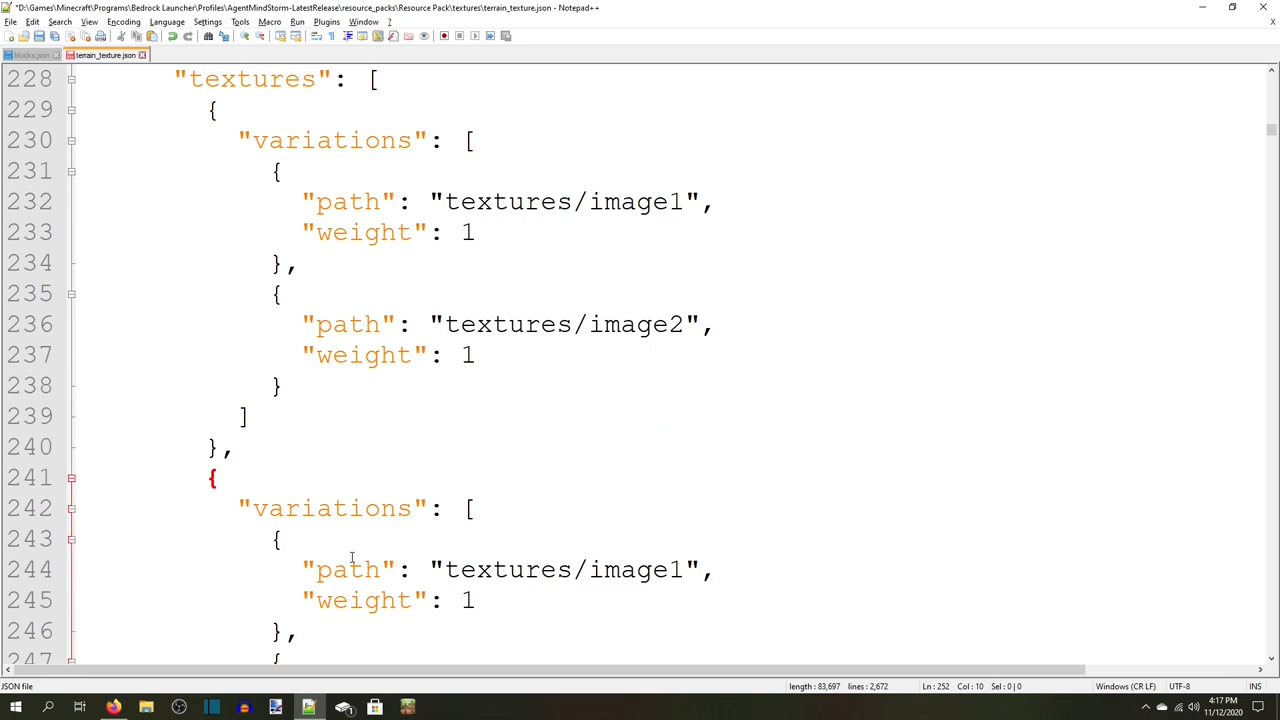 *D:\Games\Minecraft\Programs\Bedrock Launcher\Profiles\AgentMindStorm-LatestRelease\resource_packs\Resource Pack\textures\terrain_texture.json - Notepad++
File Edit Search View Encoding Language Settings Tools Macro Run Plugins Window ? X
blocks.json terrain_texture.json
228 "textures": [
229 {
230 "variations": [
231 {
232 "path": "textures/image1",
233 "weight": 1
234 },
235 {
236 "path": "textures/image2",
237 "weight": 1
238 }
239 ]
240 },
241 {
242 "variations": [
243 {
244 "path": "textures/image1",
245 "weight": 1
246 },
247 {
JSON file length : 83,697 lines : 2,672 Ln : 252 Col : 10 Sel : 0 | 0 Windows (CR LF) UTF-8 INS
4:17 PM
11/12/2020